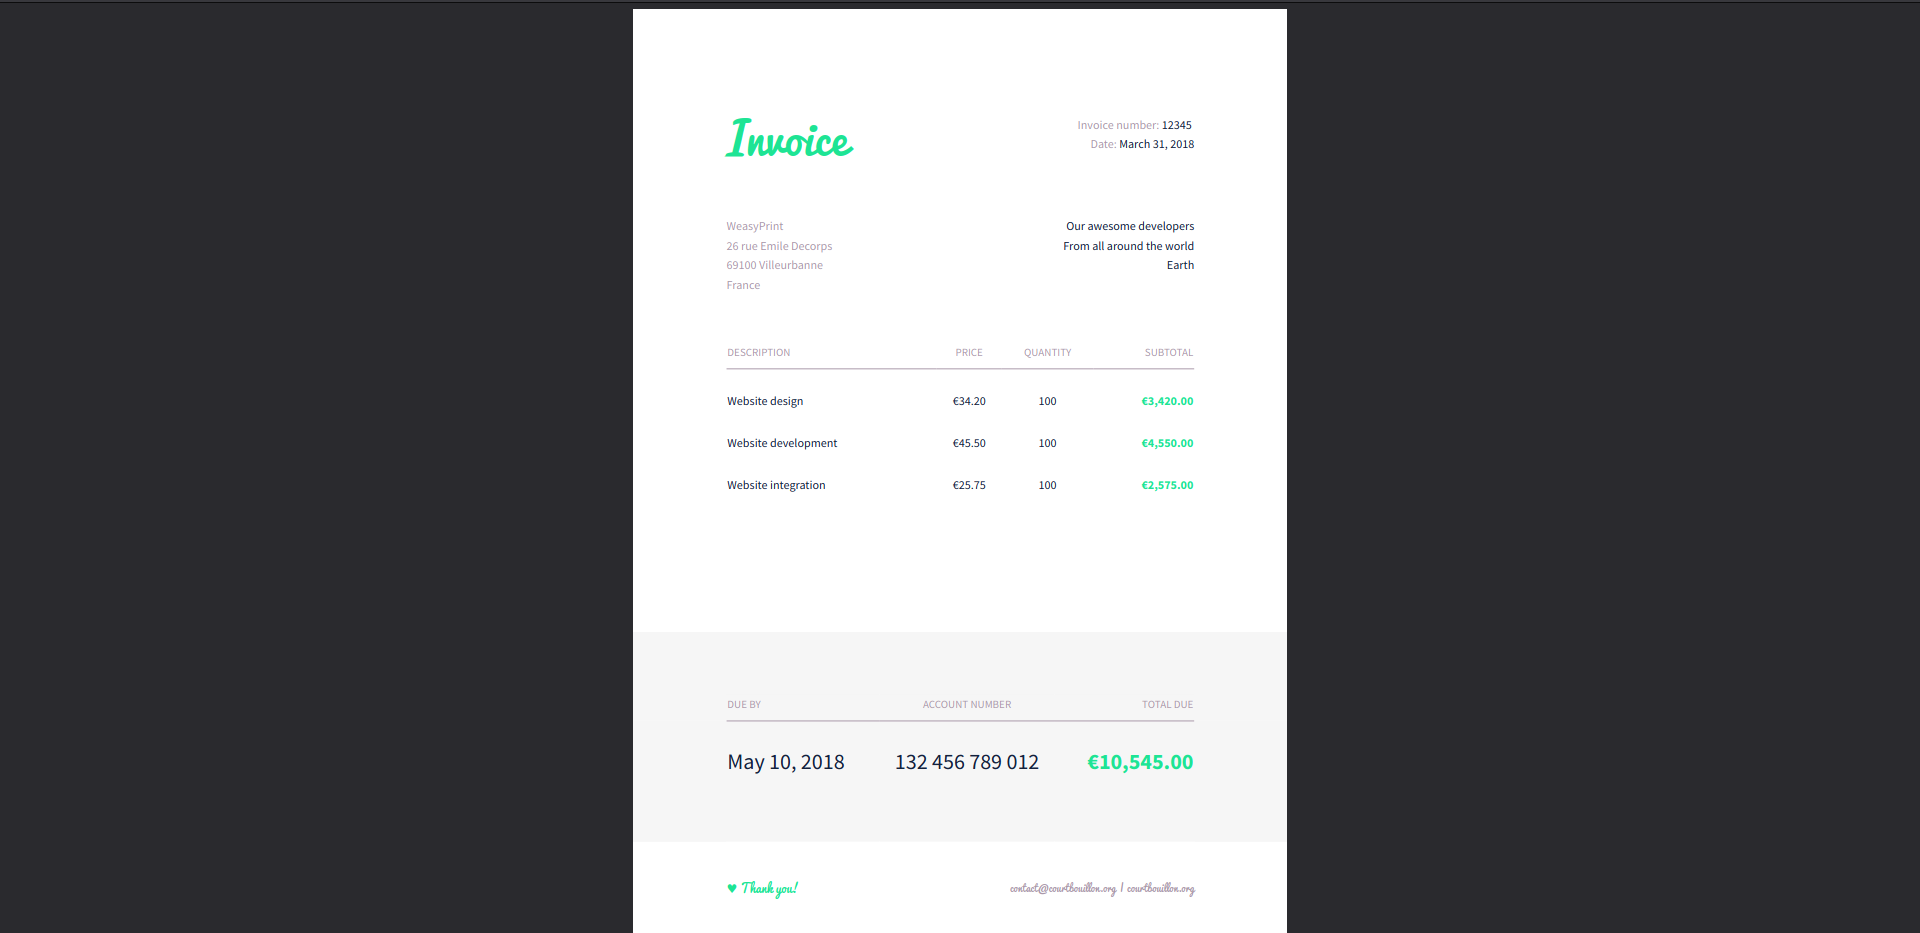 Invoice
Invoice number: 12345
Date: March 31, 2018
WeasyPrint
26 rue Emile Decorps
69100 Villeurbanne
France
Our awesome developers
From all around the world
Earth
DESCRIPTION PRICE QUANTITY SUBTOTAL
Website design €34.20 100 €3,420.00
Website development €45.50 100 €4,550.00
Website integration €25.75 100 €2,575.00
DUE BY ACCOUNT NUMBER TOTAL DUE
May 10, 2018 132 456 789 012 €10,545.00
♥ Thank you!
contact@courtbouillon.org | courtbouillon.org